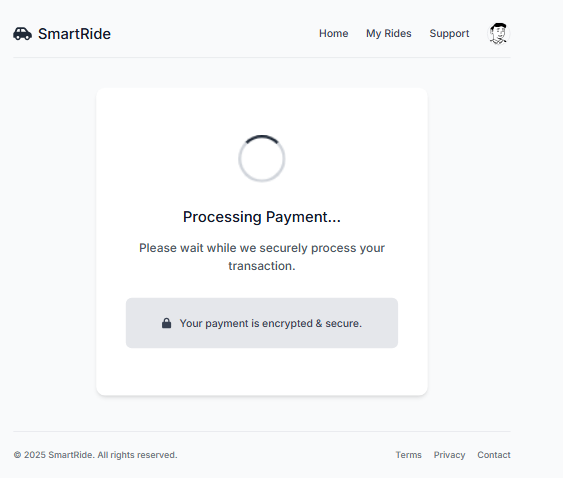 SmartRide
Home My Rides Support
Processing Payment...
Please wait while we securely process your
transaction.
Your payment is encrypted & secure.
© 2025 SmartRide. All rights reserved.
Terms Privacy Contact